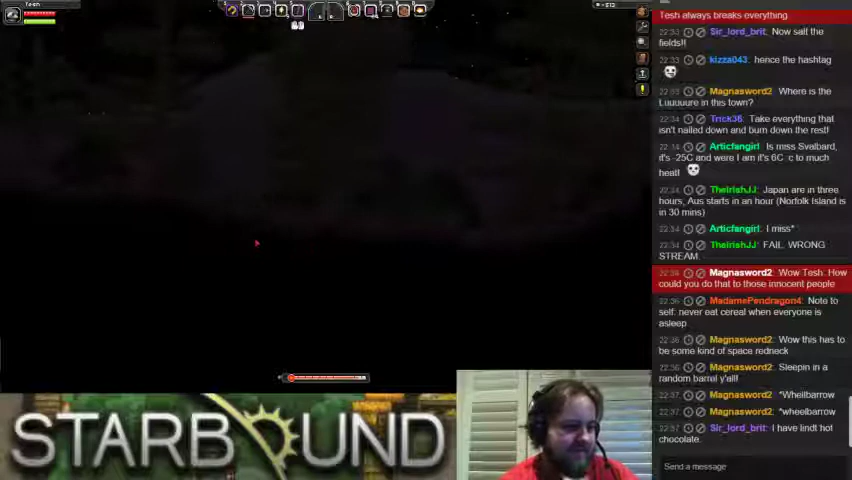 Tesh
Tesh always breaks everything
22:33 Sir_lord_brit: Now salt the
fields!!
22:33 kizza043: hence the hashtag
22:33 Magnasword2: Where is the
Luuuuure in this town?
22:34 Trick36: Take everything that
isn't nailed down and burn down the rest!
22:34 Articfangirl: Is miss Svalbard,
it's -25C and were I am it's 6C c to much
heat!
22:34 TheIrishJJ: Japan are in three
hours, Aus starts in an hour (Norfolk Island is
in 30 mins)
22:34 Articfangirl: I miss*
22:34 TheIrishJJ: FAIL, WRONG
STREAM.
22:34 Magnasword2: Wow Tesh. How
could you do that to those innocent people
22:36 MadamePendragon4: Note to
self: never eat cereal when everyone is
asleep
22:36 Magnasword2: Wow this has to
be some kind of space redneck
22:36 Magnasword2: Sleepin in a
random barrel y'all!
22:37 Magnasword2: *Wheilbarrow
22:37 Magnasword2: *wheelbarrow
22:37 Sir_lord_brit: I have lindt hot
chocolate.
Send a message
STARBOUND